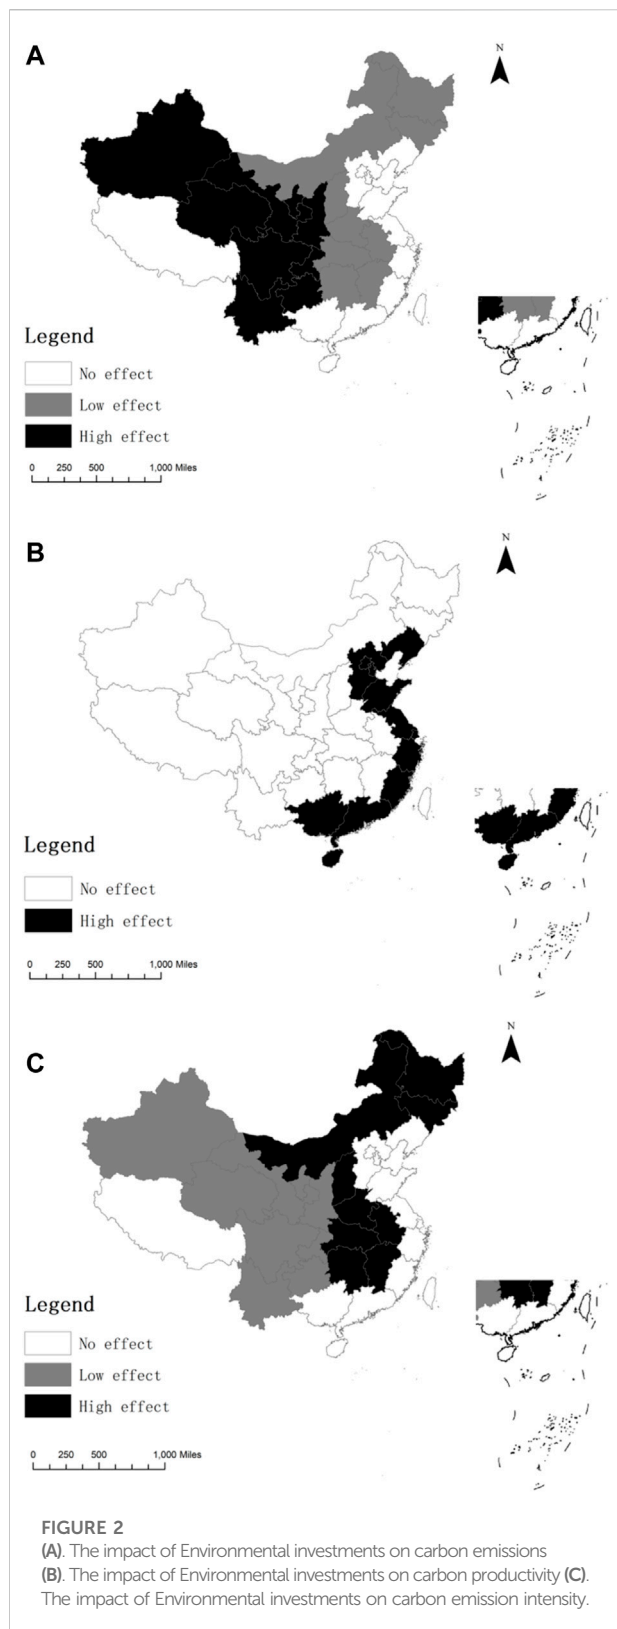 A
N
Legend
No effect
Low effect
High effect
0 250 500 1,000 Miles
B
N
Legend
No effect
High effect
0 250 500 1,000 Miles
C
N
Legend
No effect
Low effect
High effect
0 250 500 1,000 Miles
FIGURE 2
(A). The impact of Environmental investments on carbon emissions
(B). The impact of Environmental investments on carbon productivity (C).
The impact of Environmental investments on carbon emission intensity.